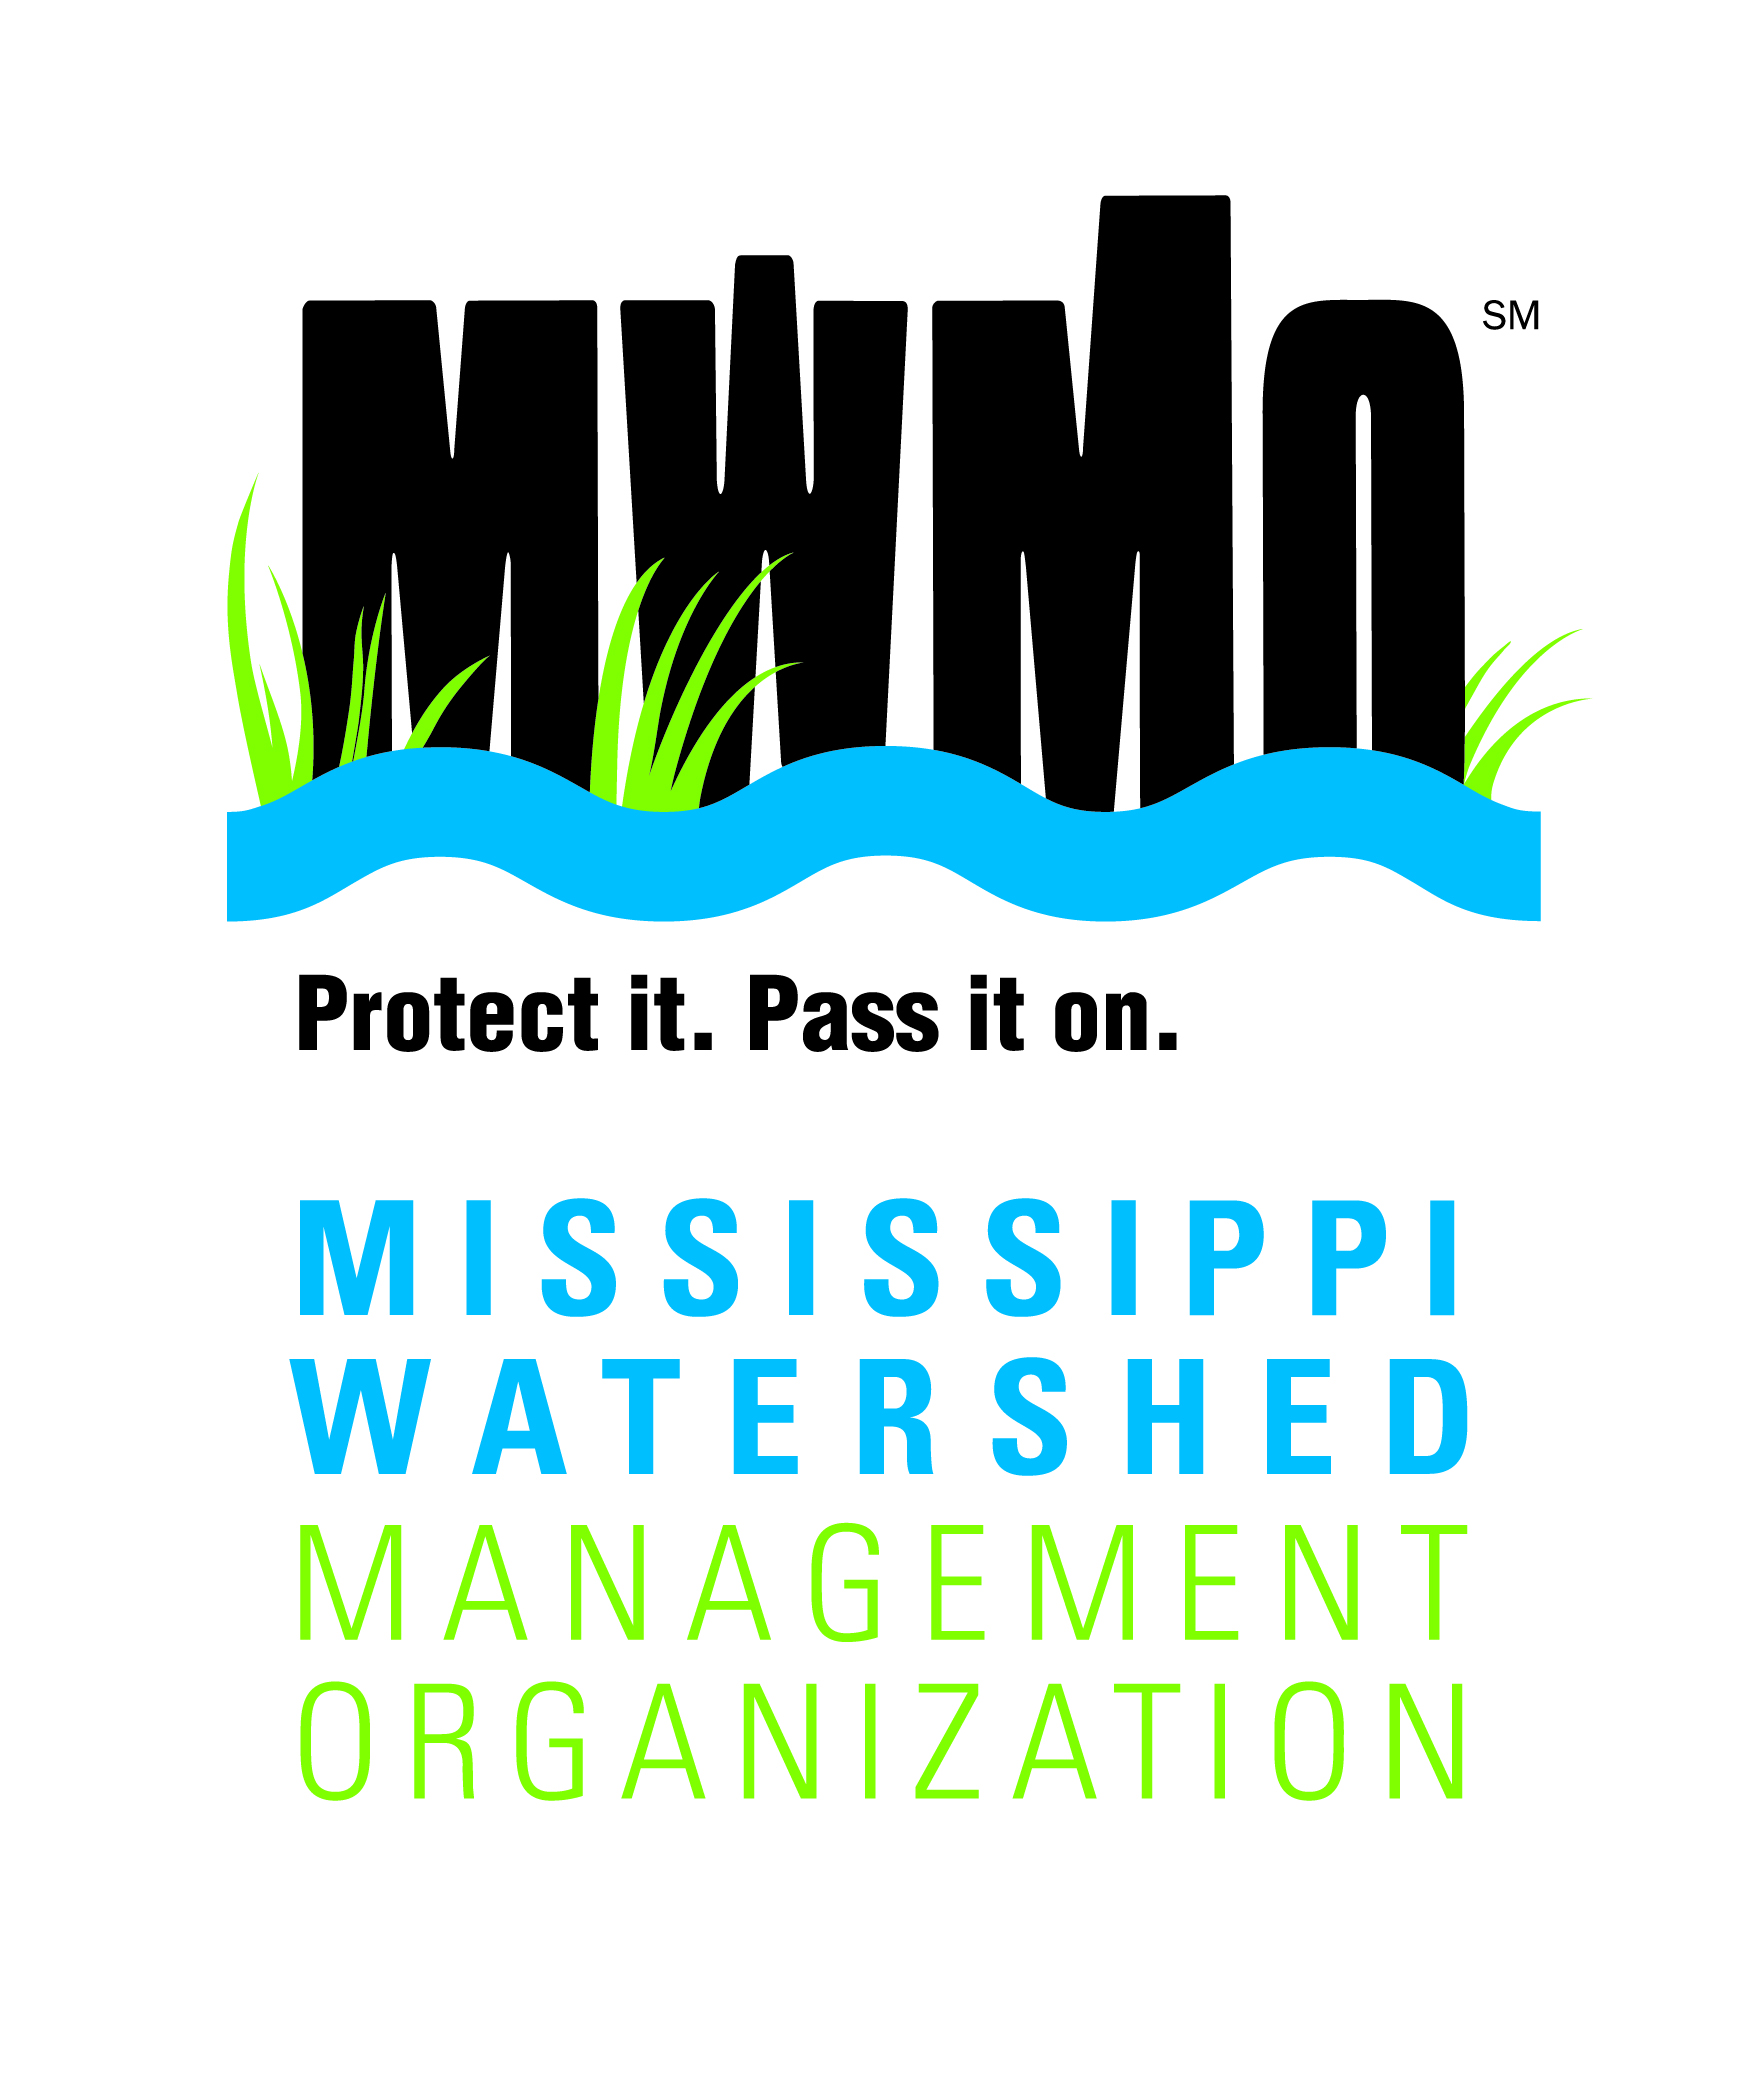 MWMO SM
Protect it. Pass it on.
MISSISSIPPI
WATERSHED
MANAGEMENT
ORGANIZATION